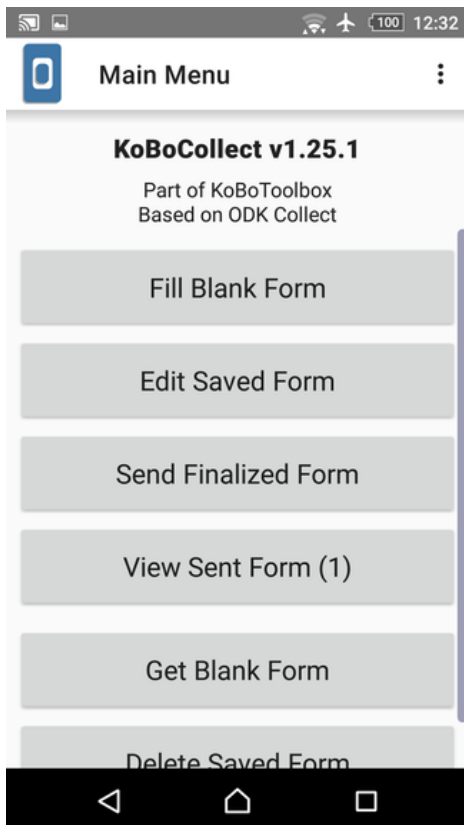 100 12:32
Main Menu
KoBoCollect v1.25.1
Part of KoBoToolbox
Based on ODK Collect
Fill Blank Form
Edit Saved Form
Send Finalized Form
View Sent Form (1)
Get Blank Form
Delete Saved Form